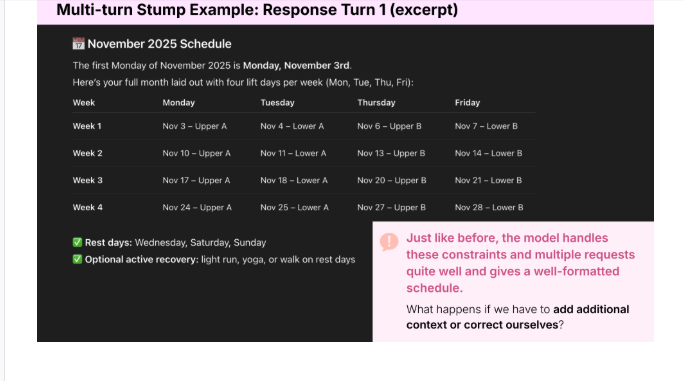 Multi-turn Stump Example: Response Turn 1 (excerpt)
📅 November 2025 Schedule
The first Monday of November 2025 is Monday, November 3rd.
Here's your full month laid out with four lift days per week (Mon, Tue, Thu, Fri):
Week Monday Tuesday Thursday Friday
Week 1 Nov 3 – Upper A Nov 4 – Lower A Nov 6 – Upper B Nov 7 – Lower B
Week 2 Nov 10 – Upper A Nov 11 – Lower A Nov 13 – Upper B Nov 14 – Lower B
Week 3 Nov 17 – Upper A Nov 18 – Lower A Nov 20 – Upper B Nov 21 – Lower B
Week 4 Nov 24 – Upper A Nov 25 – Lower A Nov 27 – Upper B Nov 28 – Lower B
✅ Rest days: Wednesday, Saturday, Sunday
✅ Optional active recovery: light run, yoga, or walk on rest days
Just like before, the model handles
these constraints and multiple requests
quite well and gives a well-formatted
schedule.
What happens if we have to add additional
context or correct ourselves?